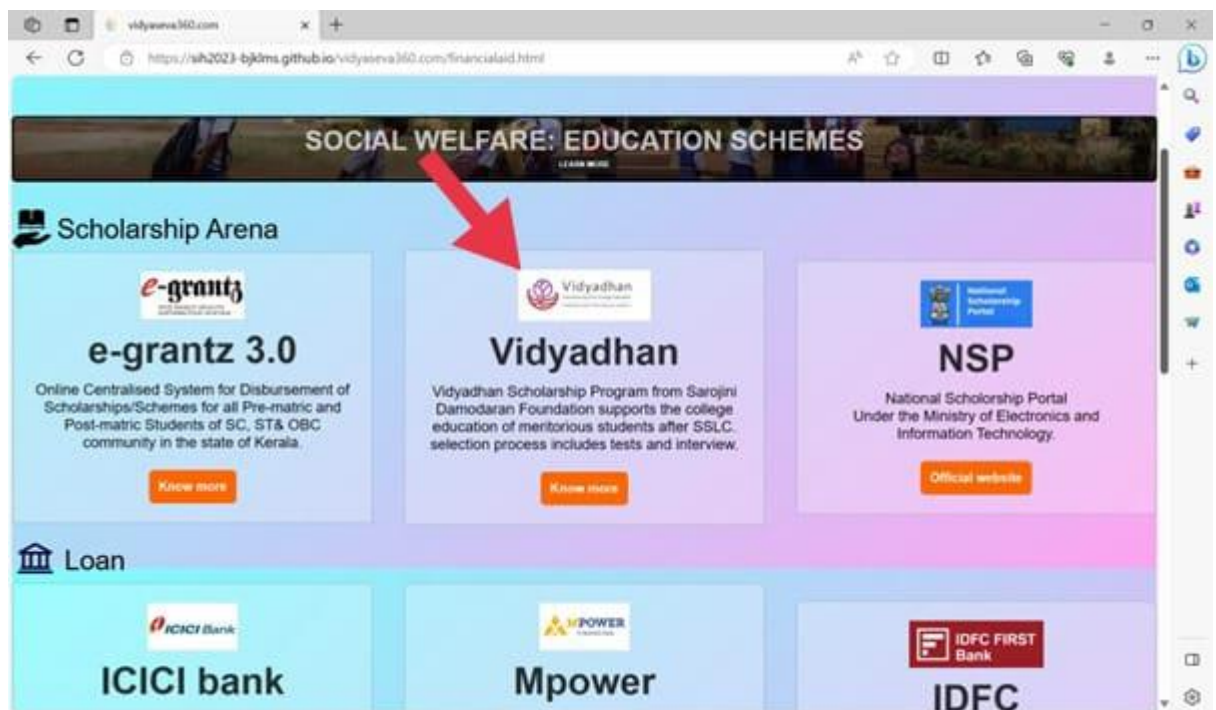 vidyaseva360.com
https://sih2023-bjklms.github.io/vidyaseva360.com/financialaid.html
SOCIAL WELFARE: EDUCATION SCHEMES
LEARN MORE
Scholarship Arena
e-grantz
e-grantz 3.0
Online Centralised System for Disbursement of
Scholarships/Schemes for all Pre-matric and
Post-matric Students of SC, ST& OBC
community in the state of Kerala.
Know more
Vidyadhan
Vidyadhan
Vidyadhan Scholarship Program from Sarojini
Damodaran Foundation supports the college
education of meritorious students after SSLC.
selection process includes tests and interview.
Know more
National
Scholarship
Portal
NSP
National Scholorship Portal
Under the Ministry of Electronics and
Information Technology.
Official website
Loan
ICICI Bank
ICICI bank
MPOWER
Mpower
IDFC FIRST
Bank
IDFC